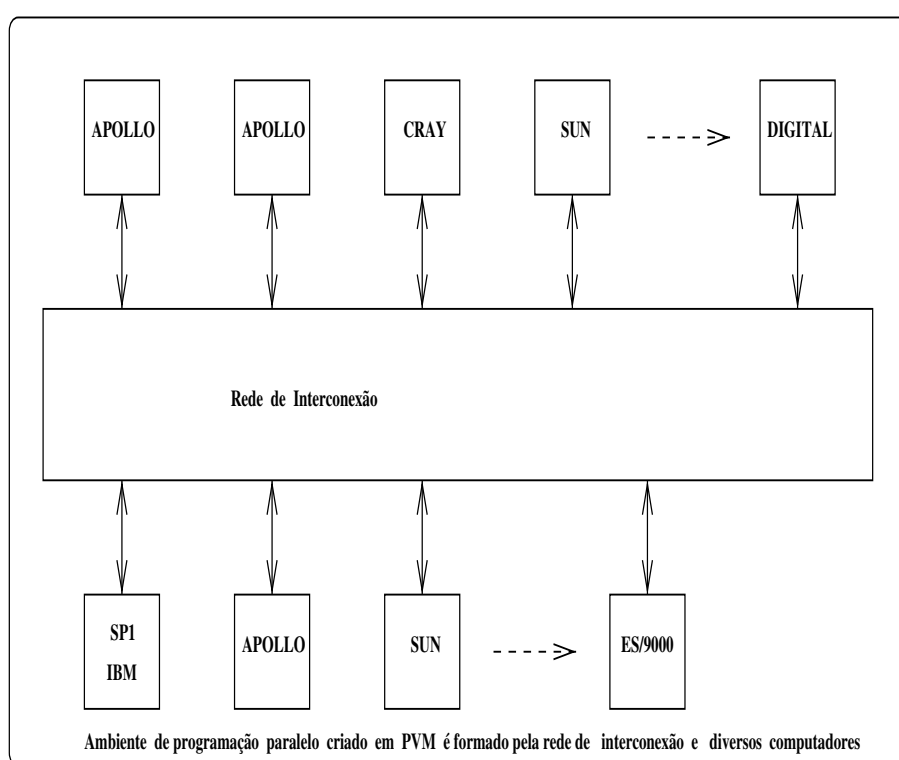 APOLLO
APOLLO
CRAY
SUN
DIGITAL
Rede de Interconexão
SP1
IBM
APOLLO
SUN
ES/9000
Ambiente de programação paralelo criado em PVM é formado pela rede de interconexão e diversos computadores